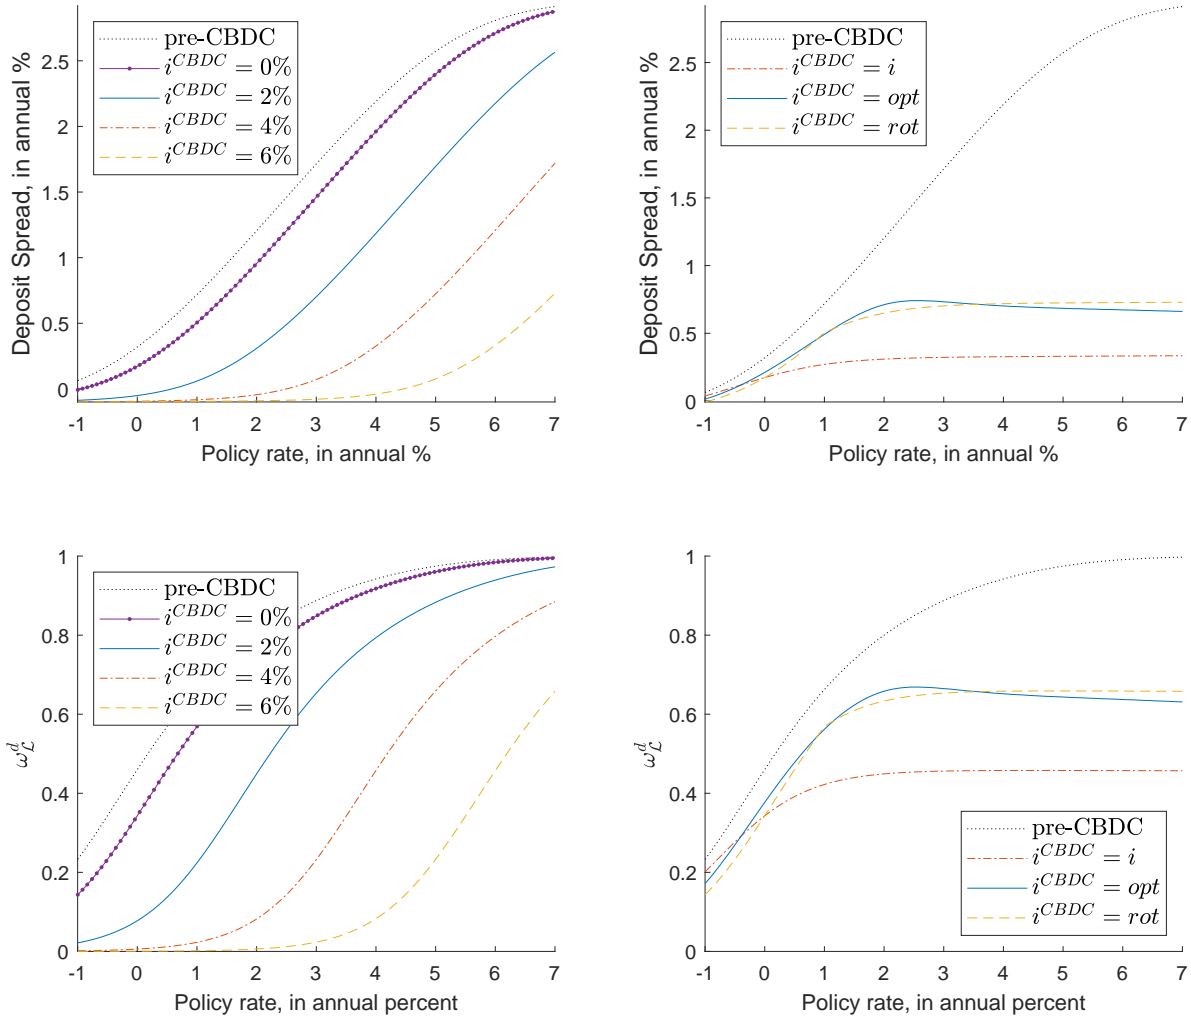 Deposit Spread, in annual %
2.5
2
1.5
1
0.5
0
pre-CBDC
i^{CBDC} = 0%
i^{CBDC} = 2%
i^{CBDC} = 4%
i^{CBDC} = 6%
-1 0 1 2 3 4 5 6 7
Policy rate, in annual %
Deposit Spread, in annual %
2.5
2
1.5
1
0.5
0
pre-CBDC
i^{CBDC} = i
i^{CBDC} = opt
i^{CBDC} = rot
-1 0 1 2 3 4 5 6 7
Policy rate, in annual %
ω_ℒ^d
1
0.8
0.6
0.4
0.2
0
pre-CBDC
i^{CBDC} = 0%
i^{CBDC} = 2%
i^{CBDC} = 4%
i^{CBDC} = 6%
-1 0 1 2 3 4 5 6 7
Policy rate, in annual percent
ω_ℒ^d
1
0.8
0.6
0.4
0.2
0
pre-CBDC
i^{CBDC} = i
i^{CBDC} = opt
i^{CBDC} = rot
-1 0 1 2 3 4 5 6 7
Policy rate, in annual percent